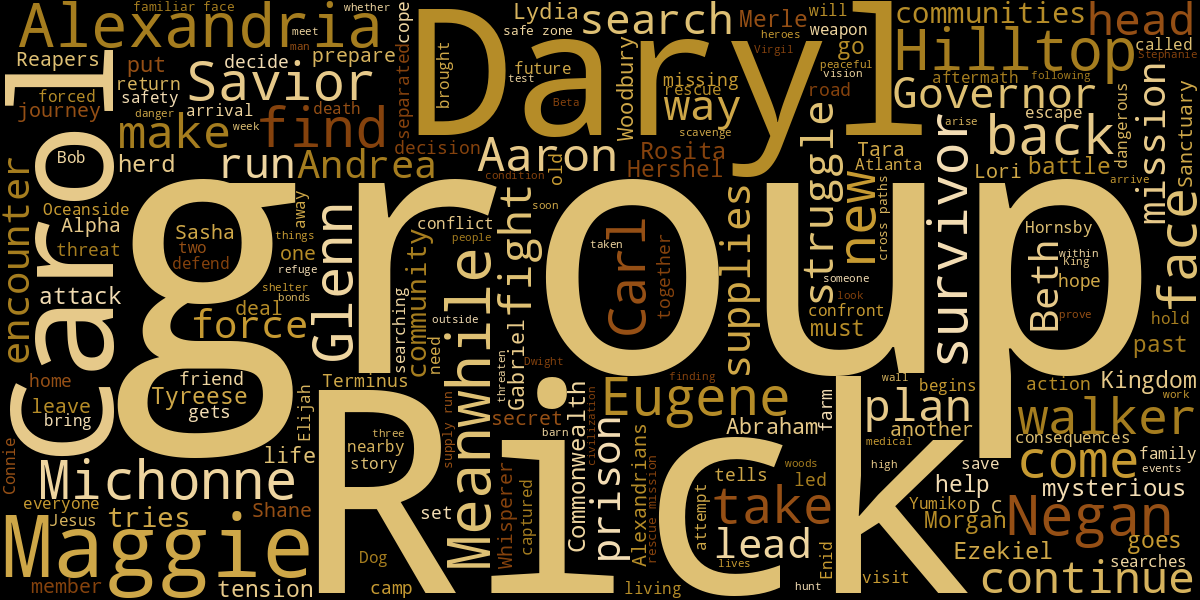 familiar face
whether
cope
Alexandria
meet
man
Reapers
put
decide
prepare
return
Savior
forced
safety
arrival
journey
danger
week
death
make
find
separated
decision
herd
run
Andrea
Carol
Bob
Daryl
brought
Lydia
safe zone
search
Merle
will
heroes
Virgil
weapon
go
peaceful
vision
future
test
Beta
Woodbury
missing
rescue
way
road
scavenge
Aaron
condition
old
Rosita
Hershel
communities
head
Hilltop
called
Stephanie
aftermath
following
Governor
escape
arise
back
dangerous
mission
sanctuary
Tara
Atlanta
Lori
battle
arrive
struggle
new
cross paths
survivor
encounter
Oceanside
Alpha
threat
attack
Sasha
two
defend
away
things
one
refuge
shelter
bonds
deal
force
Glenn
group
conflict
people
community
searching
need
outside
Meanwhile
fight
soon
threaten
Gabriel
Dwight
taken
Carl
together
supplies
someone
look
confront
must
Hornsby
within
King
Beth
hope
prove
face
hold
past
home
leave
bring
friend
Tyreese
gets
Elijah
Terminus
Rick
nearby
three
story
supply run
secret
barn
Commonwealth
civilization
finding
Eugene
Abraham
farm
wall
begins
plan
another
medical
action
Kingdom
work
walker
consequences
come
family
events
Connie
Michonne
life
everyone
Jesus
tries
Shane
Maggie
member
tension
set
Dog
camp
Whisperer
captured
prison
Alexandrians
rescue mission
living
attempt
tells
woods
led
take
lead
lives
hunt
Enid
visit
high
save
help
mysterious
Yumiko
D C
Morgan
Negan
Ezekiel
goes
searches
continue